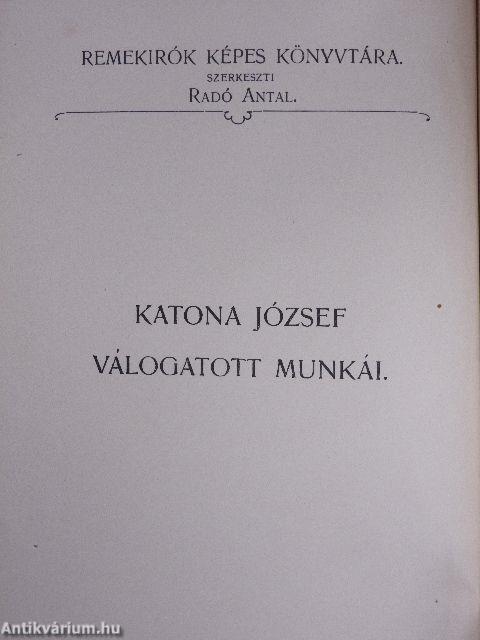 REMEKIRÓK KÉPES KÖNYVTÁRA.
SZERKESZTI
RADÓ ANTAL.
KATONA JÓZSEF
VÁLOGATOTT MUNKÁI.
Antikvárium.hu